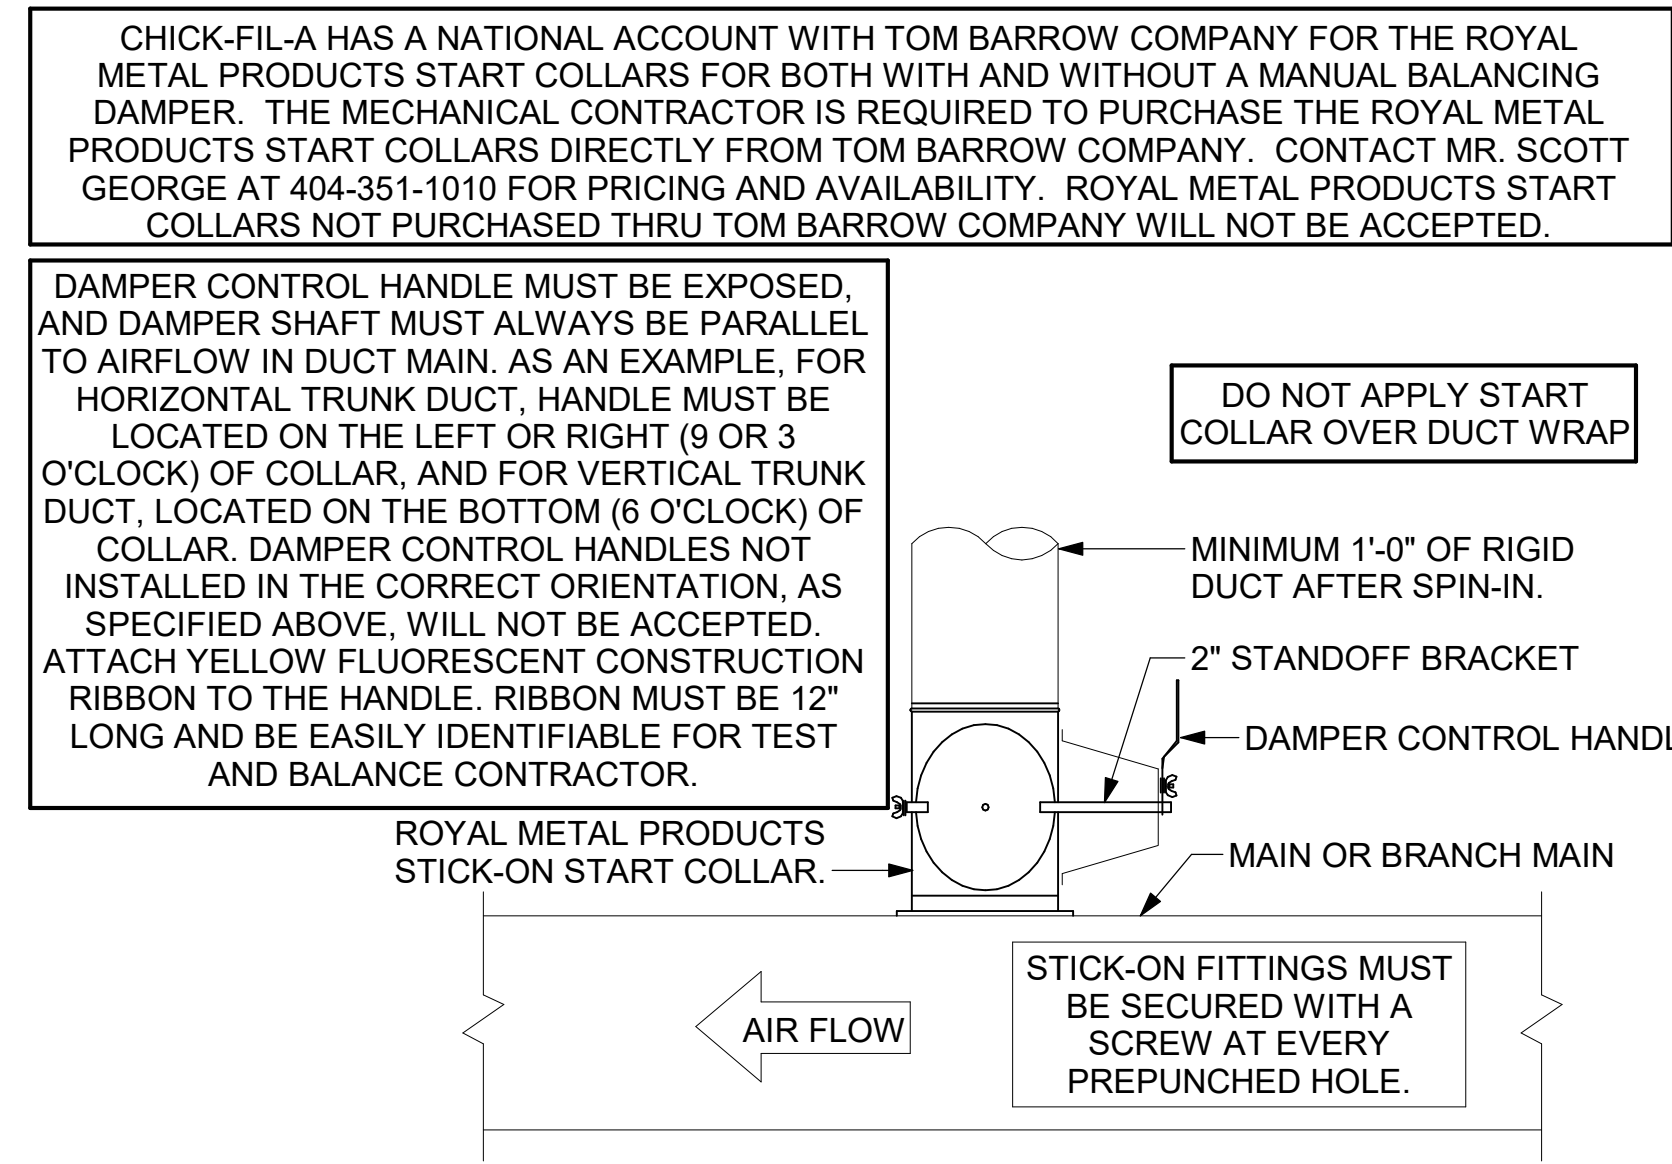 CHICK-FIL-A HAS A NATIONAL ACCOUNT WITH TOM BARROW COMPANY FOR THE ROYAL
METAL PRODUCTS START COLLARS FOR BOTH WITH AND WITHOUT A MANUAL BALANCING
DAMPER. THE MECHANICAL CONTRACTOR IS REQUIRED TO PURCHASE THE ROYAL METAL
PRODUCTS START COLLARS DIRECTLY FROM TOM BARROW COMPANY. CONTACT MR. SCOTT
GEORGE AT 404-351-1010 FOR PRICING AND AVAILABILITY. ROYAL METAL PRODUCTS START
COLLARS NOT PURCHASED THRU TOM BARROW COMPANY WILL NOT BE ACCEPTED.
DAMPER CONTROL HANDLE MUST BE EXPOSED,
AND DAMPER SHAFT MUST ALWAYS BE PARALLEL
TO AIRFLOW IN DUCT MAIN. AS AN EXAMPLE, FOR
HORIZONTAL TRUNK DUCT, HANDLE MUST BE
LOCATED ON THE LEFT OR RIGHT (9 OR 3
O'CLOCK) OF COLLAR, AND FOR VERTICAL TRUNK
DUCT, LOCATED ON THE BOTTOM (6 O'CLOCK) OF
COLLAR. DAMPER CONTROL HANDLES NOT
INSTALLED IN THE CORRECT ORIENTATION, AS
SPECIFIED ABOVE, WILL NOT BE ACCEPTED.
ATTACH YELLOW FLUORESCENT CONSTRUCTION
RIBBON TO THE HANDLE. RIBBON MUST BE 12"
LONG AND BE EASILY IDENTIFIABLE FOR TEST
AND BALANCE CONTRACTOR.
DO NOT APPLY START
COLLAR OVER DUCT WRAP
MINIMUM 1'-0" OF RIGID
DUCT AFTER SPIN-IN.
2" STANDOFF BRACKET
DAMPER CONTROL HANDL
ROYAL METAL PRODUCTS
STICK-ON START COLLAR.
MAIN OR BRANCH MAIN
STICK-ON FITTINGS MUST
BE SECURED WITH A
SCREW AT EVERY
PREPUNCHED HOLE.
AIR FLOW